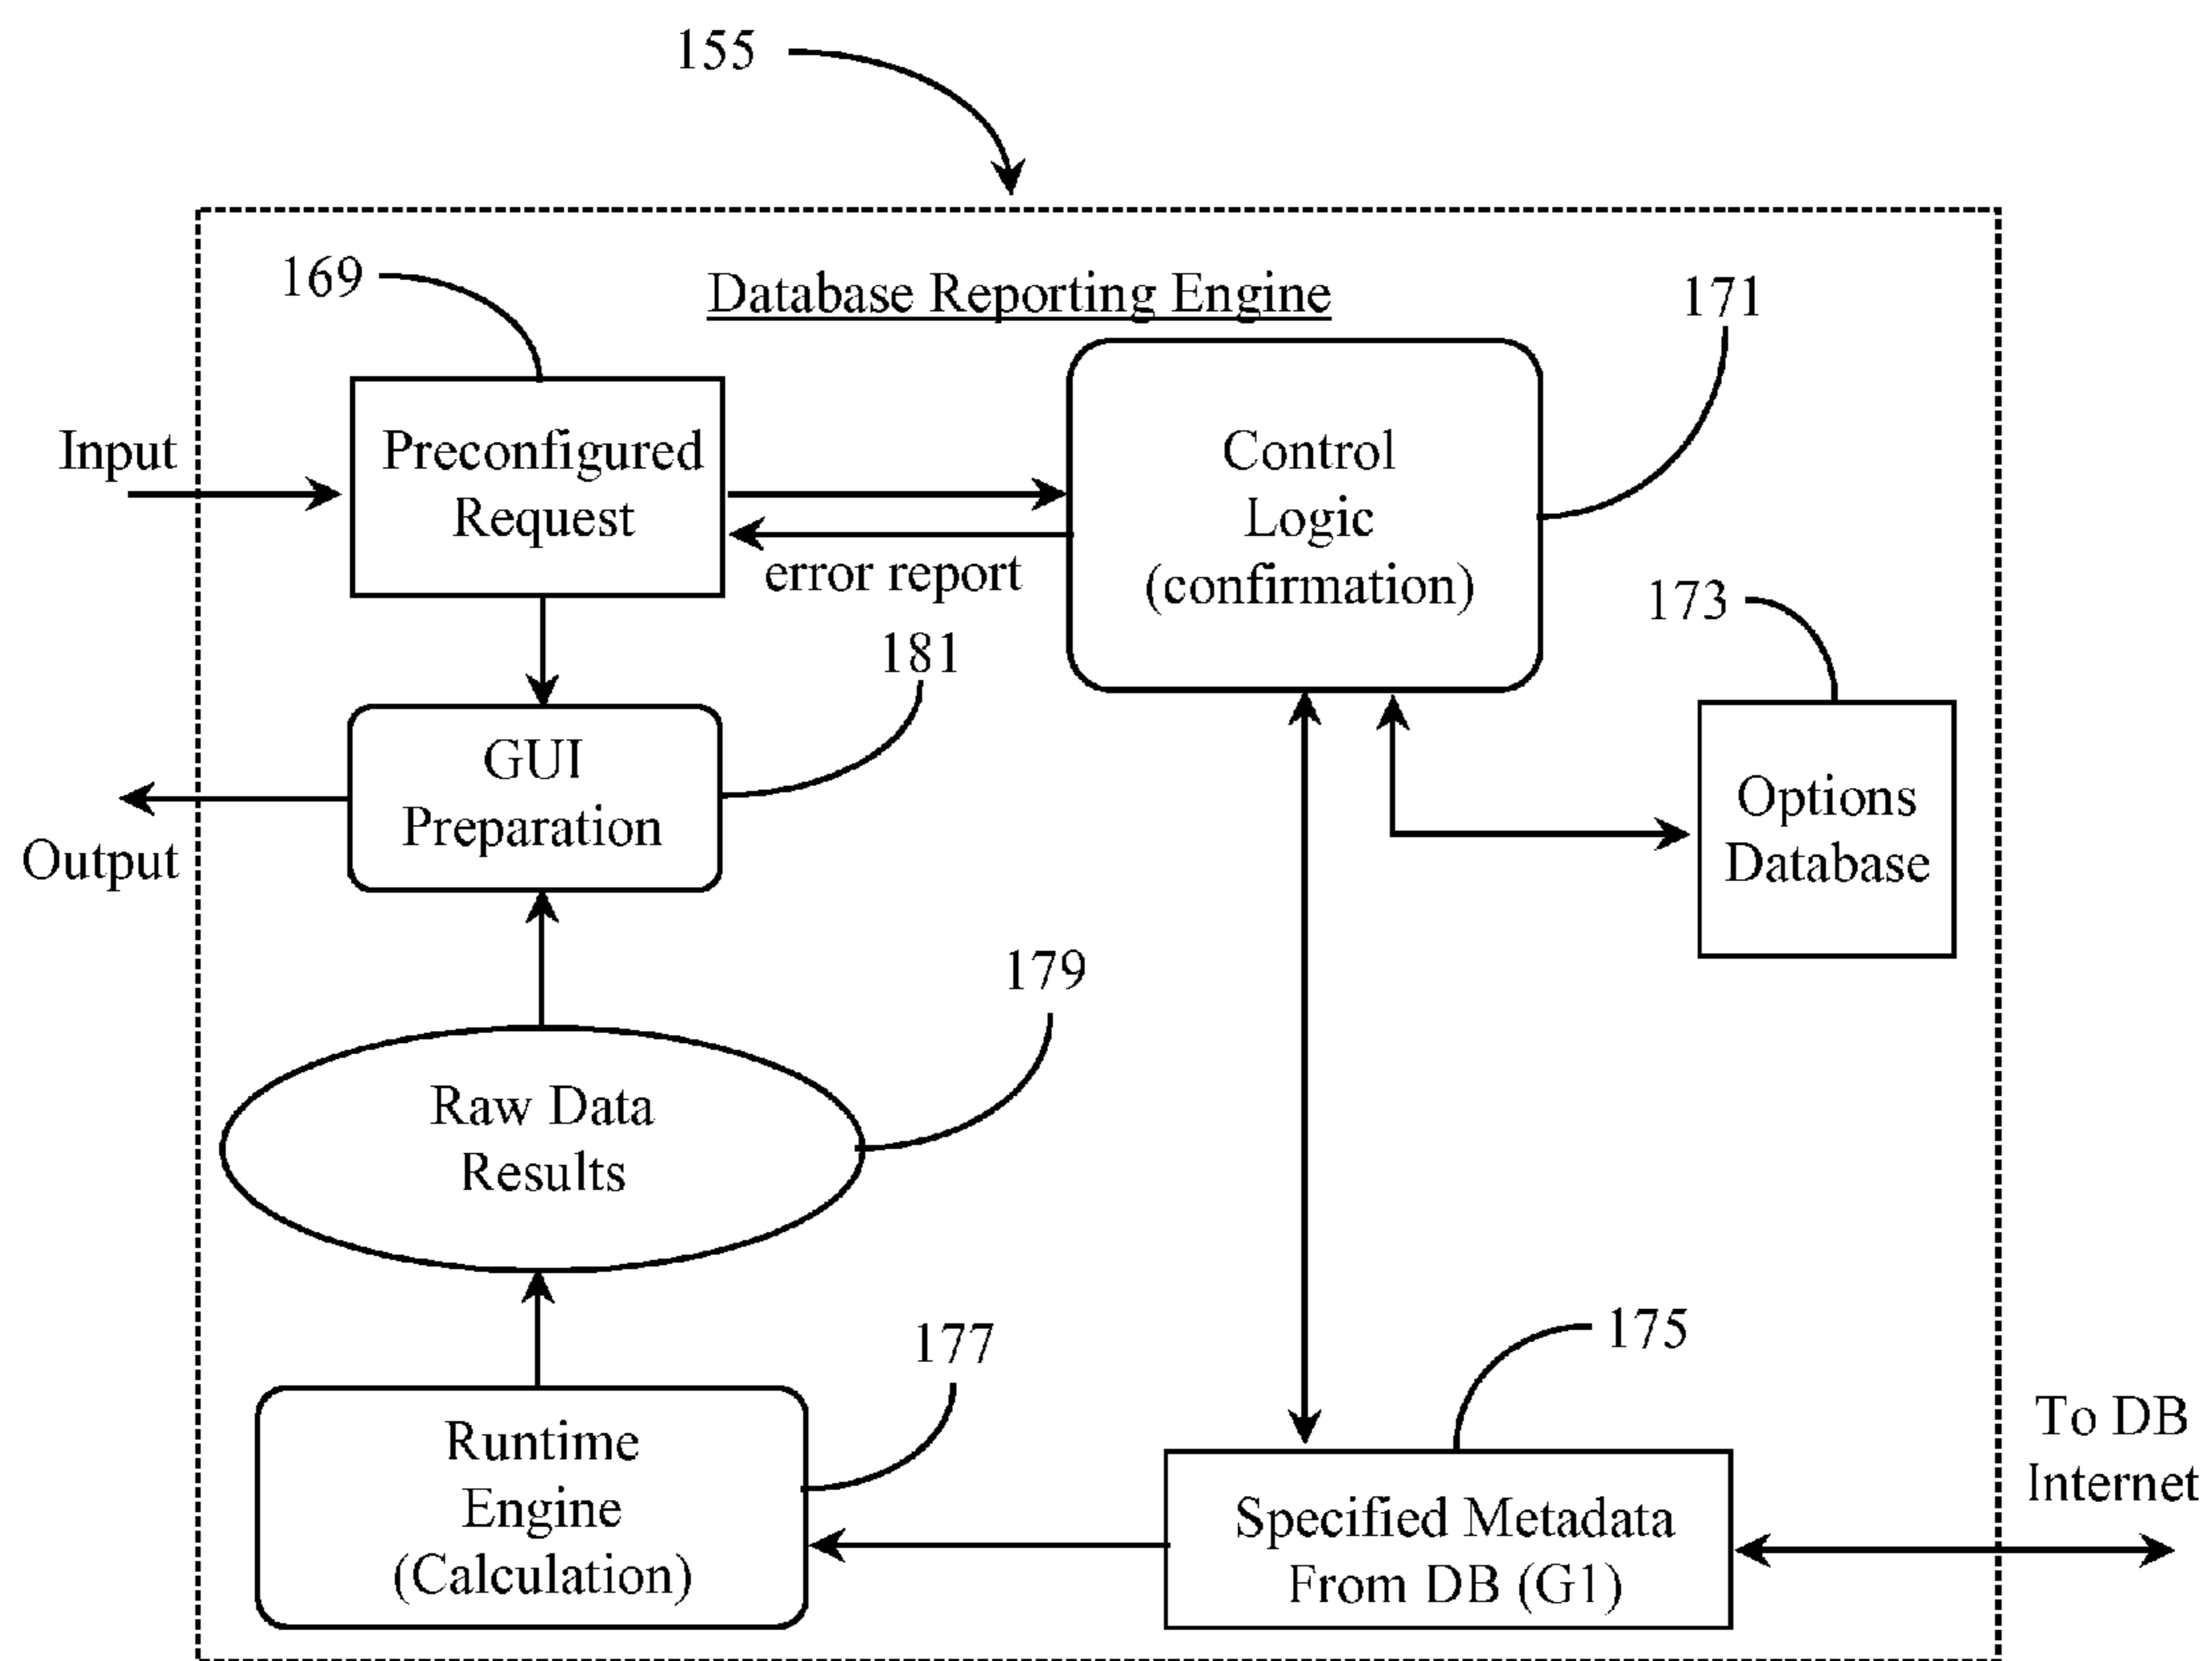 155
169
Database Reporting Engine
171
Input
Preconfigured
Request
error report
Control
Logic
(confirmation)
173
181
GUI
Preparation
Output
Options
Database
179
Raw Data
Results
177
175
Runtime
Engine
(Calculation)
Specified Metadata
From DB (G1)
To DB
Internet